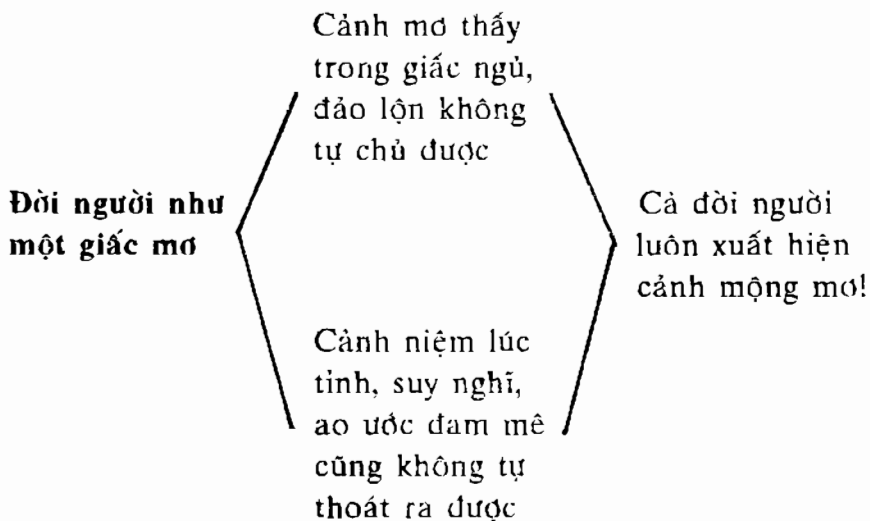 Cảnh mơ thấy
trong giấc ngủ,
đảo lộn không
tự chủ được
Đời người như
một giấc mơ
Cả đời người
luôn xuất hiện
cảnh mộng mơ!
Cảnh niệm lúc
tỉnh, suy nghĩ,
ao ước đam mê
cũng không tự
thoát ra được